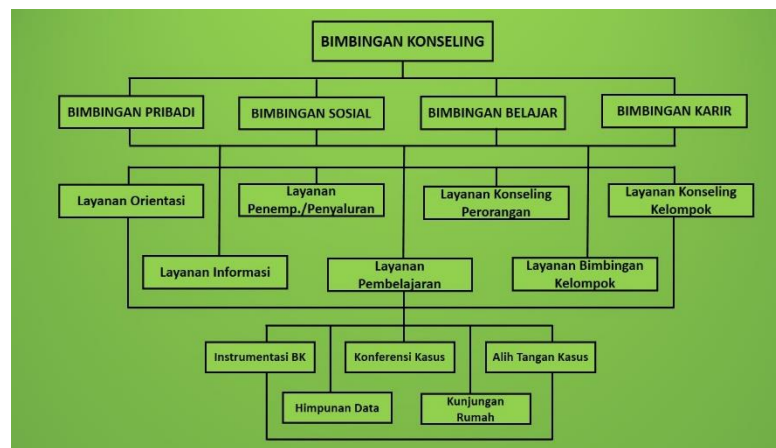 BIMBINGAN KONSELING
BIMBINGAN PRIBADI
BIMBINGAN SOSIAL
BIMBINGAN BELAJAR
BIMBINGAN KARIR
Layanan Orientasi
Layanan
Penemp./Penyaluran
Layanan Konseling
Perorangan
Layanan Konseling
Kelompok
Layanan Informasi
Layanan
Pembelajaran
Layanan Bimbingan
Kelompok
Instrumentasi BK
Konferensi Kasus
Alih Tangan Kasus
Himpunan Data
Kunjungan
Rumah